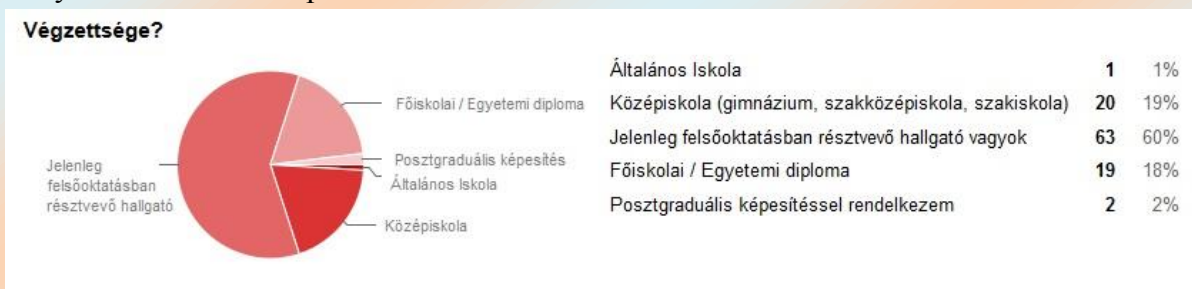 Végzettsége?
Főiskolai / Egyetemi diploma
Posztgraduális képesítés
Általános Iskola
Középiskola
Jelenleg
felsőoktatásban
résztvevő hallgató
Általános Iskola 1 1%
Középiskola (gimnázium, szakközépiskola, szakiskola) 20 19%
Jelenleg felsőoktatásban résztvevő hallgató vagyok 63 60%
Főiskolai / Egyetemi diploma 19 18%
Posztgraduális képesítéssel rendelkezem 2 2%